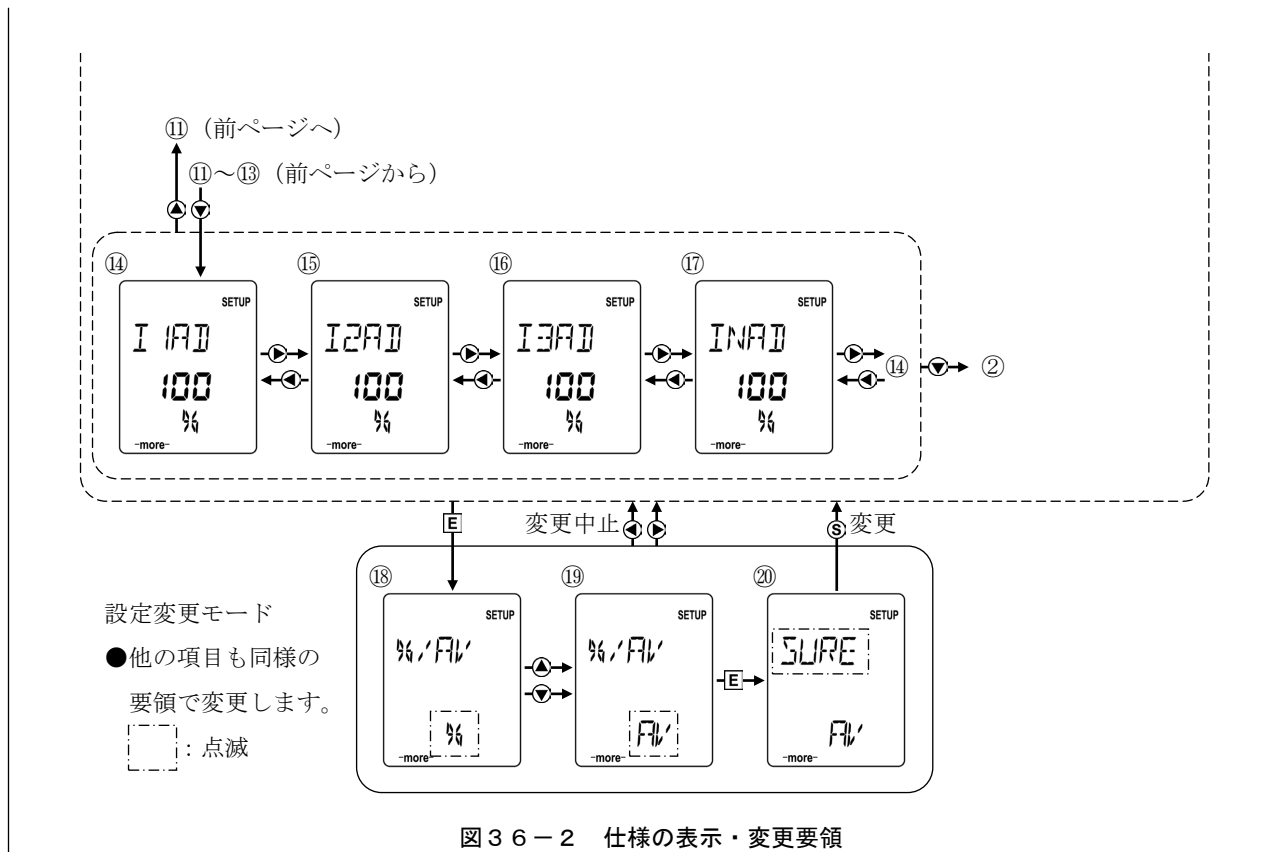 ⑪(前ページへ)
⑪~⑬(前ページから)
⑭ ⑮ ⑯ ⑰
SETUP SETUP SETUP SETUP
I1AD I2AD I3AD INAD
100 100 100 100 ⑭ ②
% % % %
-more- -more- -more- -more-
E 変更中止 S 変更
⑱ ⑲ ⑳
SETUP SETUP SETUP
設定変更モード
%/AV %/AV SURE
●他の項目も同様の
要領で変更します。
E
% AV AV
:点滅
-more- -more- -more-
図36-2 仕様の表示・変更要領